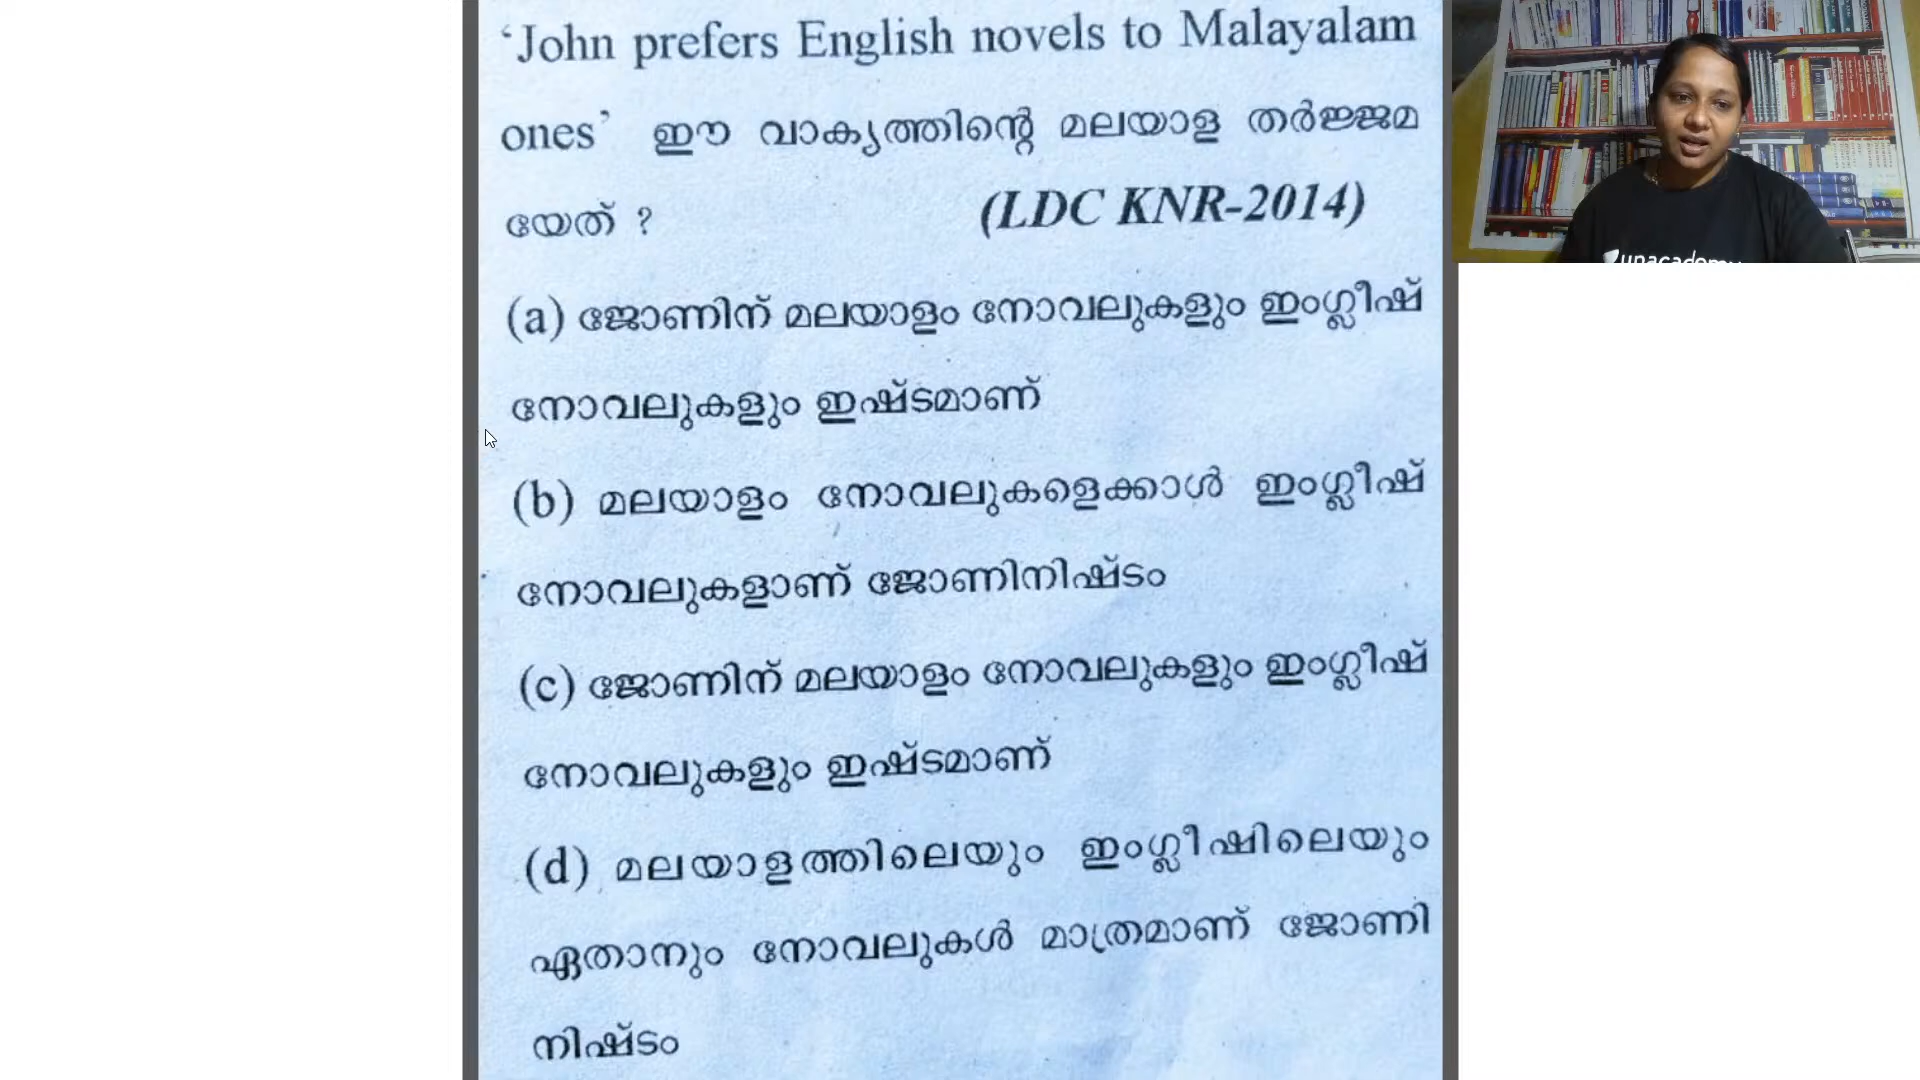 ‘John prefers English novels to Malayalam
ones’ ഈ വാക്യത്തിന്റെ മലയാള തർജ്ജമ
യേത് ? (LDC KNR-2014)
(a) ജോണിന് മലയാളം നോവലുകളും ഇംഗ്ലീഷ്
നോവലുകളും ഇഷ്ടമാണ്
(b) മലയാളം നോവലുകളെക്കാൾ ഇംഗ്ലീഷ്
നോവലുകളാണ് ജോണിനിഷ്ടം
(c) ജോണിന് മലയാളം നോവലുകളും ഇംഗ്ലീഷ്
നോവലുകളും ഇഷ്ടമാണ്
(d) മലയാളത്തിലെയും ഇംഗ്ലീഷിലെയും
ഏതാനും നോവലുകൾ മാത്രമാണ് ജോണി
നിഷ്ടം
unacademy